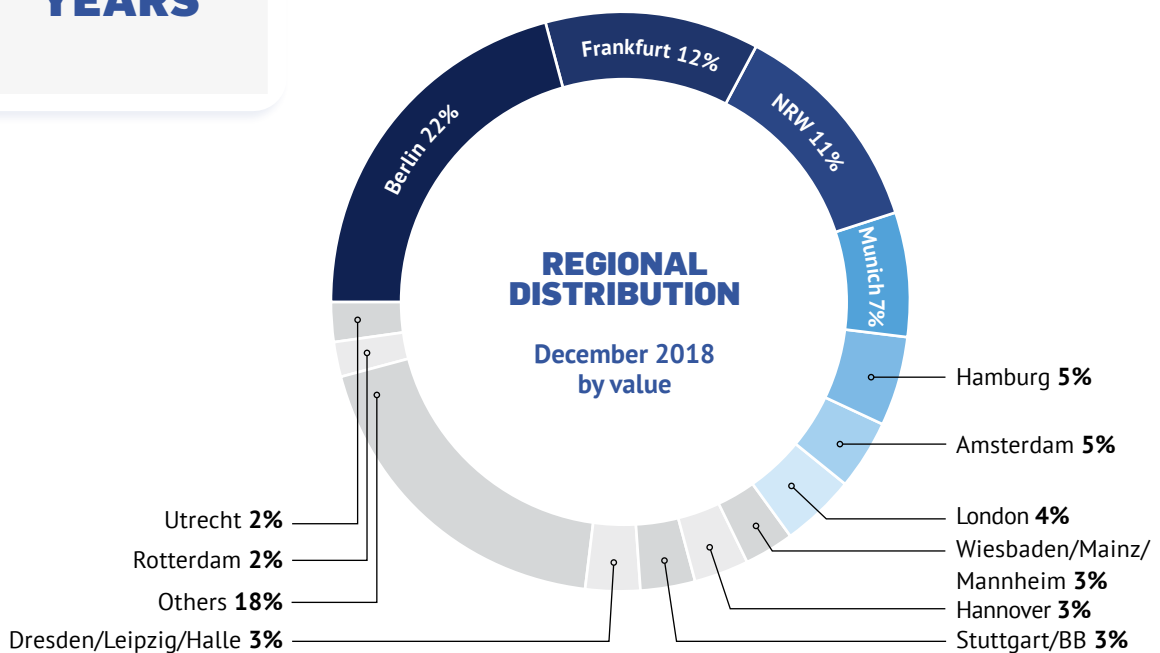 YEARS
Berlin 22%
Frankfurt 12%
NRW 11%
Munich 7%
REGIONAL
DISTRIBUTION
December 2018
by value
Hamburg 5%
Amsterdam 5%
London 4%
Wiesbaden/Mainz/
Mannheim 3%
Hannover 3%
Stuttgart/BB 3%
Utrecht 2%
Rotterdam 2%
Others 18%
Dresden/Leipzig/Halle 3%